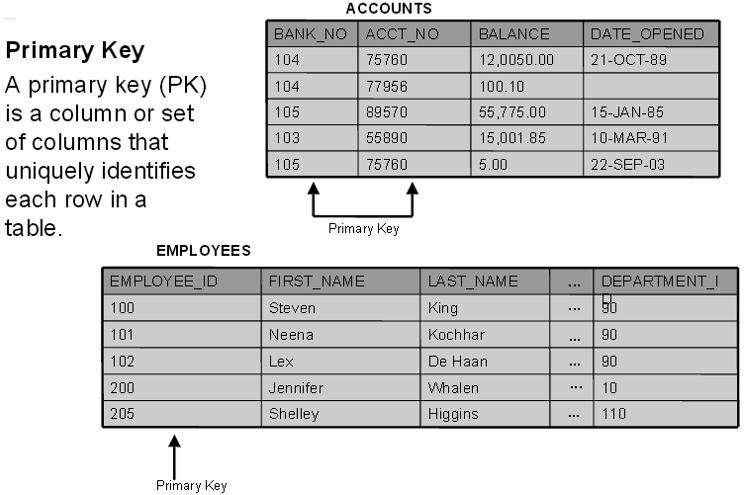 ACCOUNTS
Primary Key
A primary key (PK)
is a column or set
of columns that
uniquely identifies
each row in a
table.
BANK_NO ACCT_NO BALANCE DATE_OPENED
104 75760 12,0050.00 21-OCT-89
104 77956 100.10
105 89570 55,775.00 15-JAN-85
103 55890 15,001.85 10-MAR-91
105 75760 5.00 22-SEP-03
Primary Key
EMPLOYEES
EMPLOYEE_ID FIRST_NAME LAST_NAME ... DEPARTMENT_I
D
100 Steven King ... 90
101 Neena Kochhar ... 90
102 Lex De Haan ... 90
200 Jennifer Whalen ... 10
205 Shelley Higgins ... 110
Primary Key